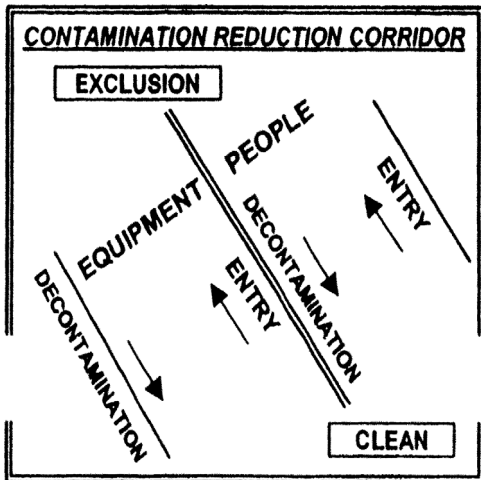 CONTAMINATION REDUCTION CORRIDOR
EXCLUSION
EQUIPMENT PEOPLE
DECONTAMINATION
ENTRY
DECONTAMINATION
ENTRY
CLEAN